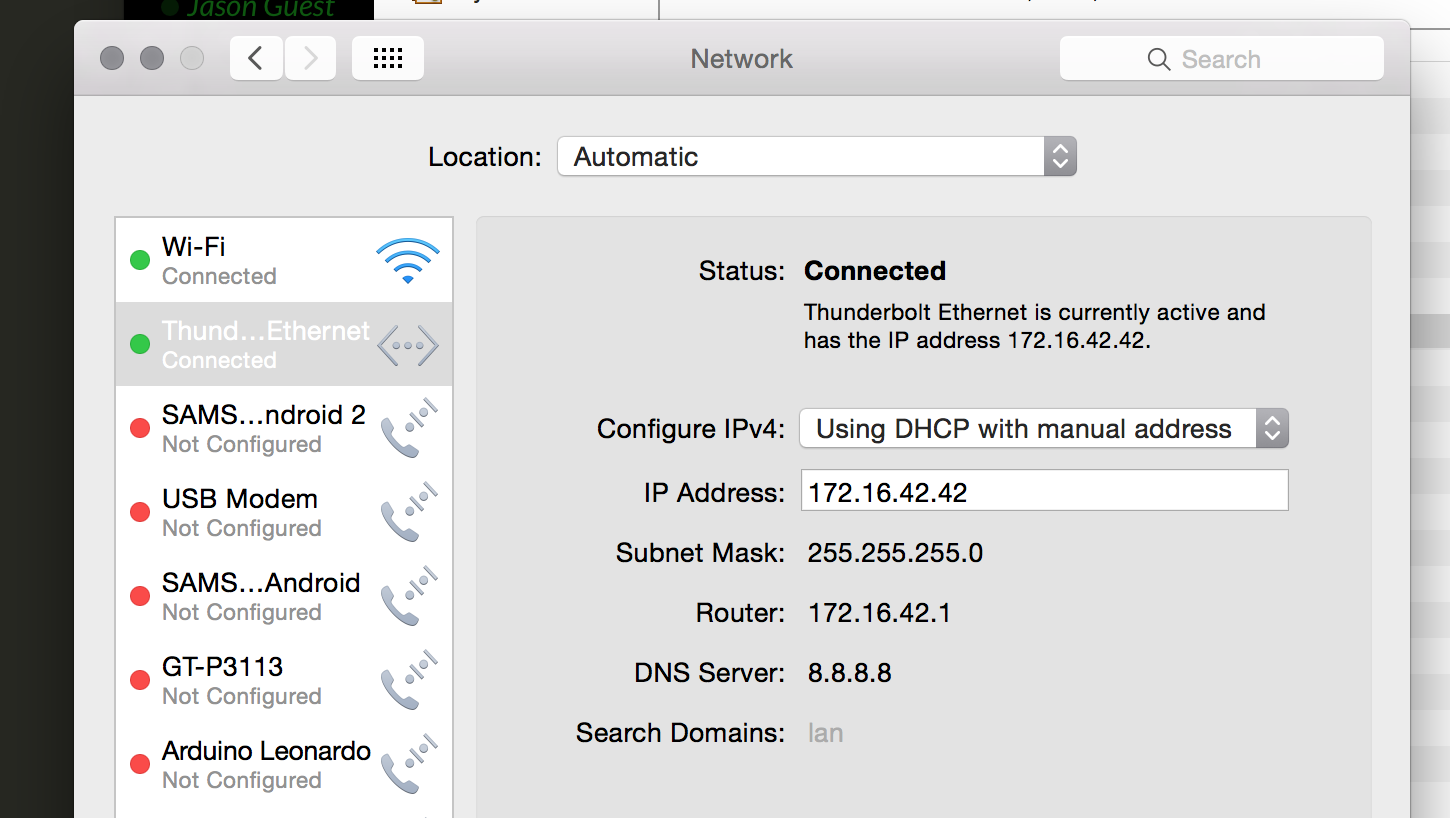 Jason Guest
Network
Search
Location: Automatic
Wi-Fi
Connected
Thund...Ethernet
Connected
SAMS...ndroid 2
Not Configured
USB Modem
Not Configured
SAMS...Android
Not Configured
GT-P3113
Not Configured
Arduino Leonardo
Not Configured
Status: Connected
Thunderbolt Ethernet is currently active and
has the IP address 172.16.42.42.
Configure IPv4: Using DHCP with manual address
IP Address: 172.16.42.42
Subnet Mask: 255.255.255.0
Router: 172.16.42.1
DNS Server: 8.8.8.8
Search Domains: lan